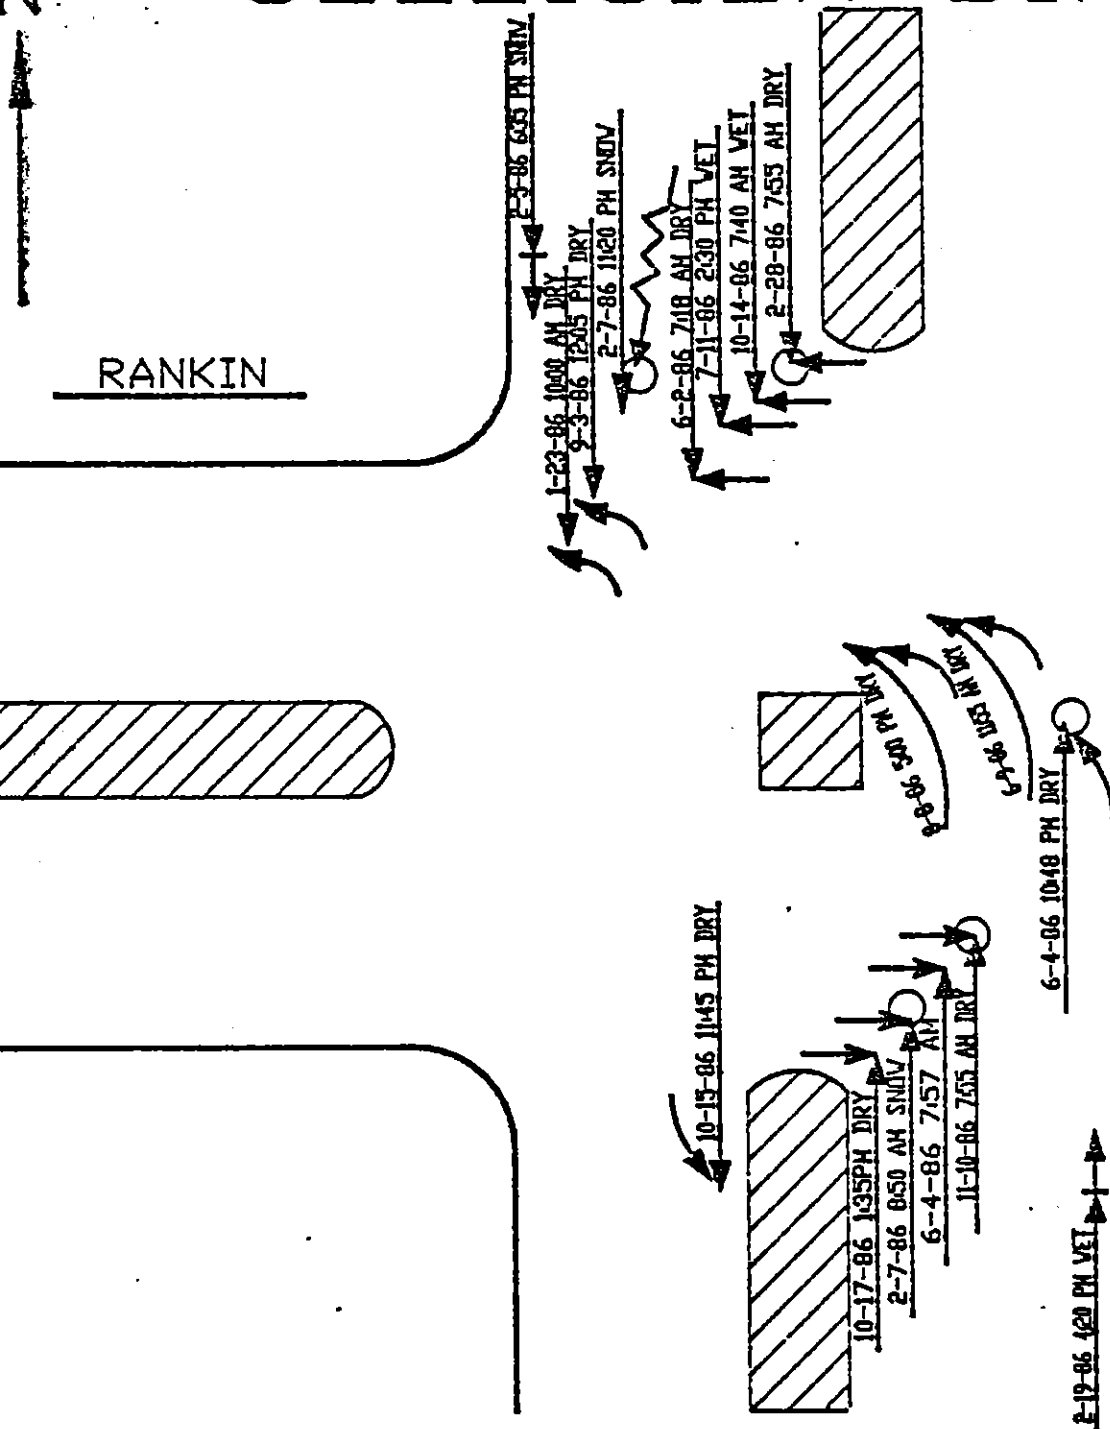 2-5-86 6:35 PM SNOW
1-23-86 10:00 AM DRY
9-3-86 12:05 PM DRY
2-7-86 11:20 PM SNOW
6-2-86 7:18 AM DRY
7-11-86 2:30 PM WET
10-14-86 7:40 AM WET
2-28-86 7:55 AM DRY
RANKIN
8-8-86 5:00 PM DRY
6-4-86 10:48 PM DRY
10-15-86 11:45 PM DRY
10-17-86 1:35PM DRY
2-7-86 8:50 AM SNOW
6-4-86 7:57 AM
11-10-86 7:55 AM DRY
2-19-86 1:20 PM WET